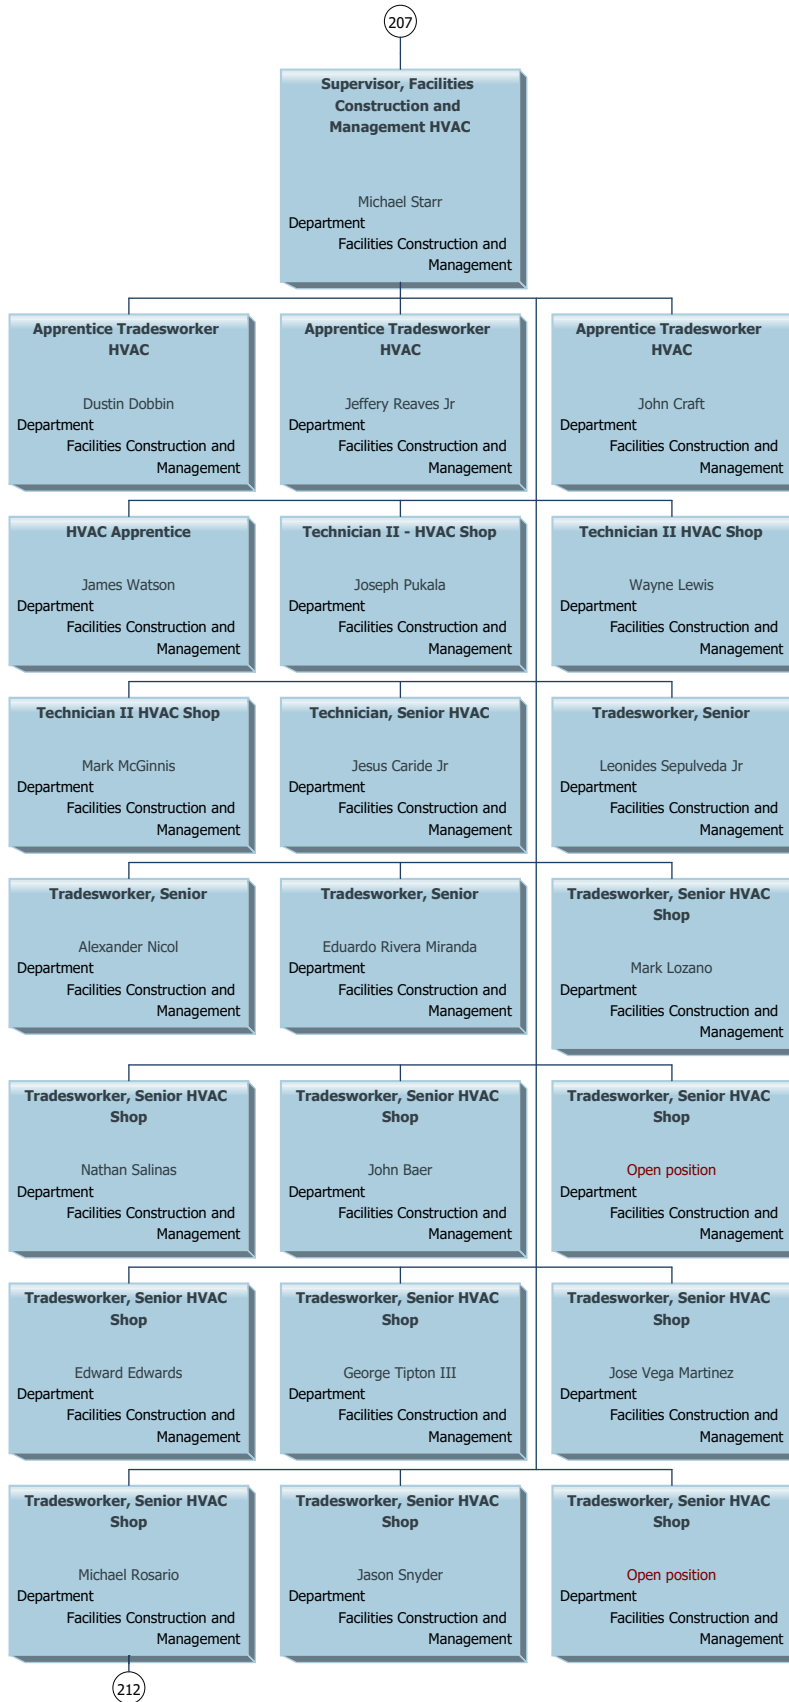 207
Supervisor, Facilities
Construction and
Management HVAC
Michael Starr
Department
Facilities Construction and
Management
Apprentice Tradesworker
HVAC
Dustin Dobbin
Department
Facilities Construction and
Management
Apprentice Tradesworker
HVAC
Jeffery Reaves Jr
Department
Facilities Construction and
Management
Apprentice Tradesworker
HVAC
John Craft
Department
Facilities Construction and
Management
HVAC Apprentice
James Watson
Department
Facilities Construction and
Management
Technician II - HVAC Shop
Joseph Pukala
Department
Facilities Construction and
Management
Technician II HVAC Shop
Wayne Lewis
Department
Facilities Construction and
Management
Technician II HVAC Shop
Mark McGinnis
Department
Facilities Construction and
Management
Technician, Senior HVAC
Jesus Caride Jr
Department
Facilities Construction and
Management
Tradesworker, Senior
Leonides Sepulveda Jr
Department
Facilities Construction and
Management
Tradesworker, Senior
Alexander Nicol
Department
Facilities Construction and
Management
Tradesworker, Senior
Eduardo Rivera Miranda
Department
Facilities Construction and
Management
Tradesworker, Senior HVAC
Shop
Mark Lozano
Department
Facilities Construction and
Management
Tradesworker, Senior HVAC
Shop
Nathan Salinas
Department
Facilities Construction and
Management
Tradesworker, Senior HVAC
Shop
John Baer
Department
Facilities Construction and
Management
Tradesworker, Senior HVAC
Shop
Open position
Department
Facilities Construction and
Management
Tradesworker, Senior HVAC
Shop
Edward Edwards
Department
Facilities Construction and
Management
Tradesworker, Senior HVAC
Shop
George Tipton III
Department
Facilities Construction and
Management
Tradesworker, Senior HVAC
Shop
Jose Vega Martinez
Department
Facilities Construction and
Management
Tradesworker, Senior HVAC
Shop
Michael Rosario
Department
Facilities Construction and
Management
Tradesworker, Senior HVAC
Shop
Jason Snyder
Department
Facilities Construction and
Management
Tradesworker, Senior HVAC
Shop
Open position
Department
Facilities Construction and
Management
212